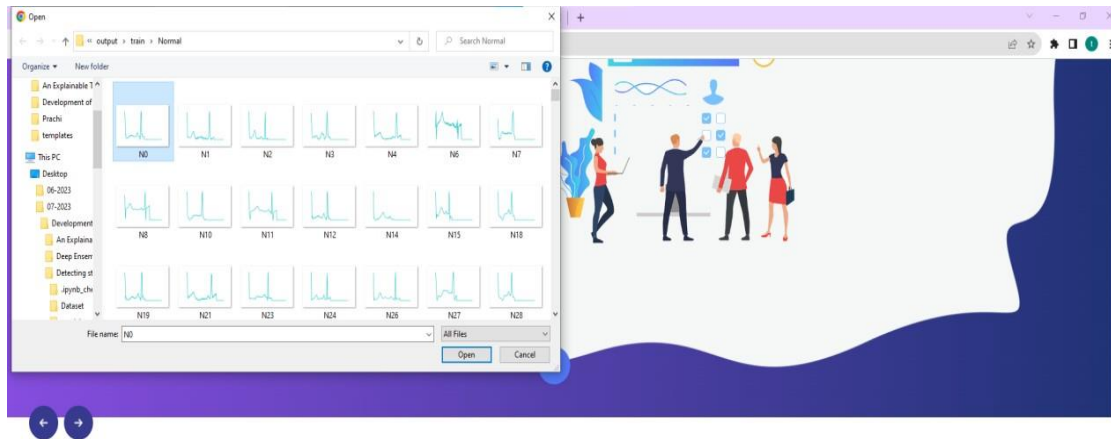 Open
« output › train › Normal
Search Normal
Organize
New folder
An Explainable T
Development of
Prachi
templates
This PC
Desktop
06-2023
07-2023
Development
An Explaina
Deep Ensem
Detecting st
.ipynb_che
Dataset
N0 N1 N2 N3 N4 N6 N7
N8 N10 N11 N12 N14 N15 N18
N19 N21 N23 N24 N26 N27 N28
File name: N0
All Files
Open Cancel